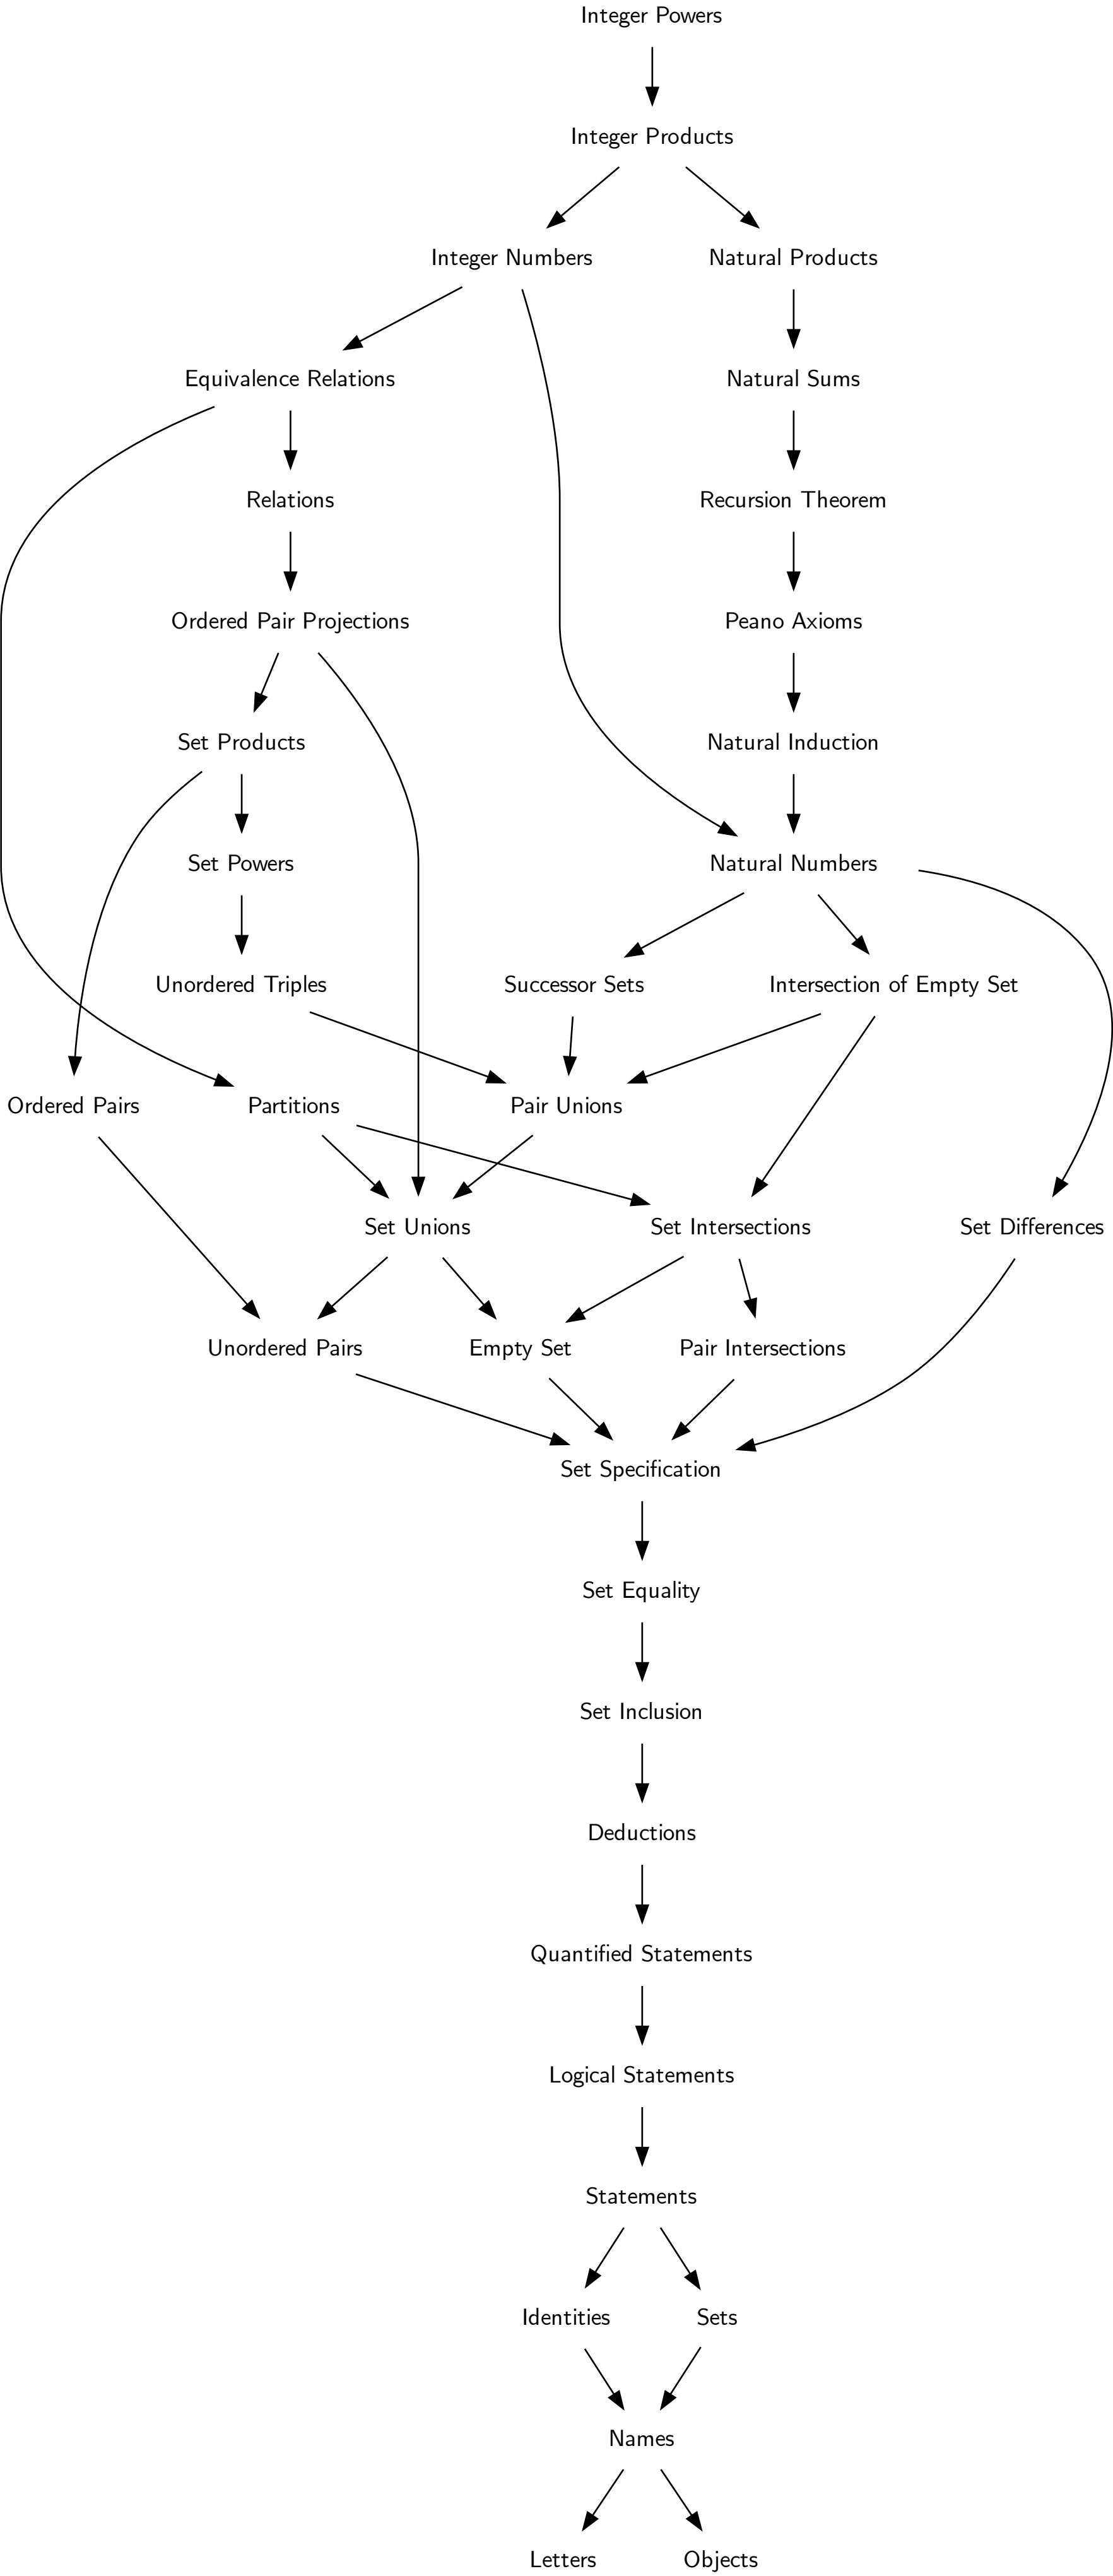 Integer Powers
Integer Products
Integer Numbers
Natural Products
Equivalence Relations
Natural Sums
Relations
Recursion Theorem
Ordered Pair Projections
Peano Axioms
Set Products
Natural Induction
Set Powers
Natural Numbers
Unordered Triples
Successor Sets
Intersection of Empty Set
Ordered Pairs
Partitions
Pair Unions
Set Unions
Set Intersections
Set Differences
Unordered Pairs
Empty Set
Pair Intersections
Set Specification
Set Equality
Set Inclusion
Deductions
Quantified Statements
Logical Statements
Statements
Identities
Sets
Names
Letters
Objects